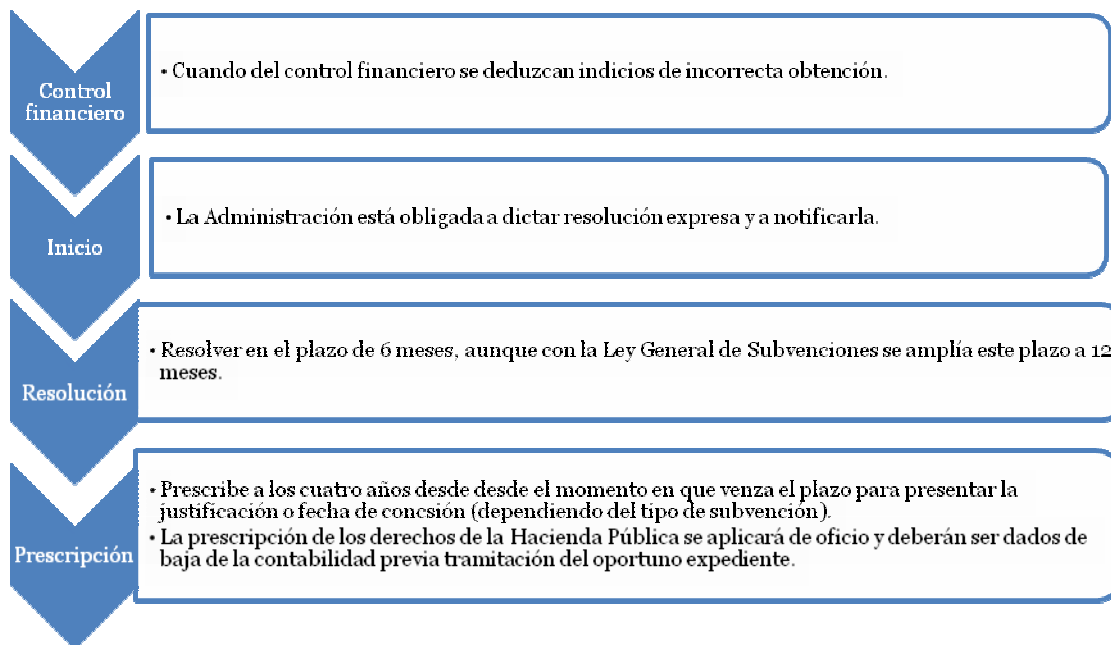 Control
financiero
• Cuando del control financiero se deduzcan indicios de incorrecta obtención.
Inicio
• La Administración está obligada a dictar resolución expresa y a notificarla.
Resolución
• Resolver en el plazo de 6 meses, aunque con la Ley General de Subvenciones se amplía este plazo a 12
meses.
Prescripción
• Prescribe a los cuatro años desde desde el momento en que venza el plazo para presentar la
justificación o fecha de concsión (dependiendo del tipo de subvención).
• La prescripción de los derechos de la Hacienda Pública se aplicará de oficio y deberán ser dados de
baja de la contabilidad previa tramitación del oportuno expediente.